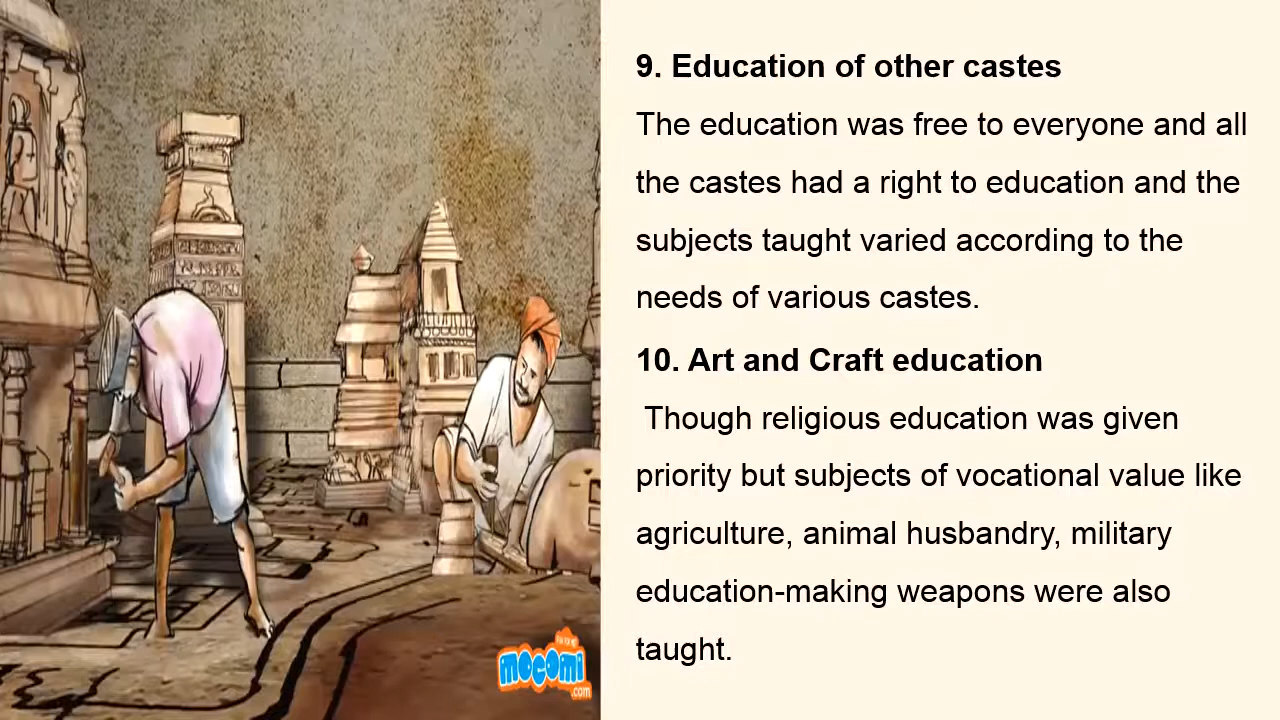 9. Education of other castes
The education was free to everyone and all
the castes had a right to education and the
subjects taught varied according to the
needs of various castes.
10. Art and Craft education
Though religious education was given
priority but subjects of vocational value like
agriculture, animal husbandry, military
education-making weapons were also
taught.
mocomi
.com